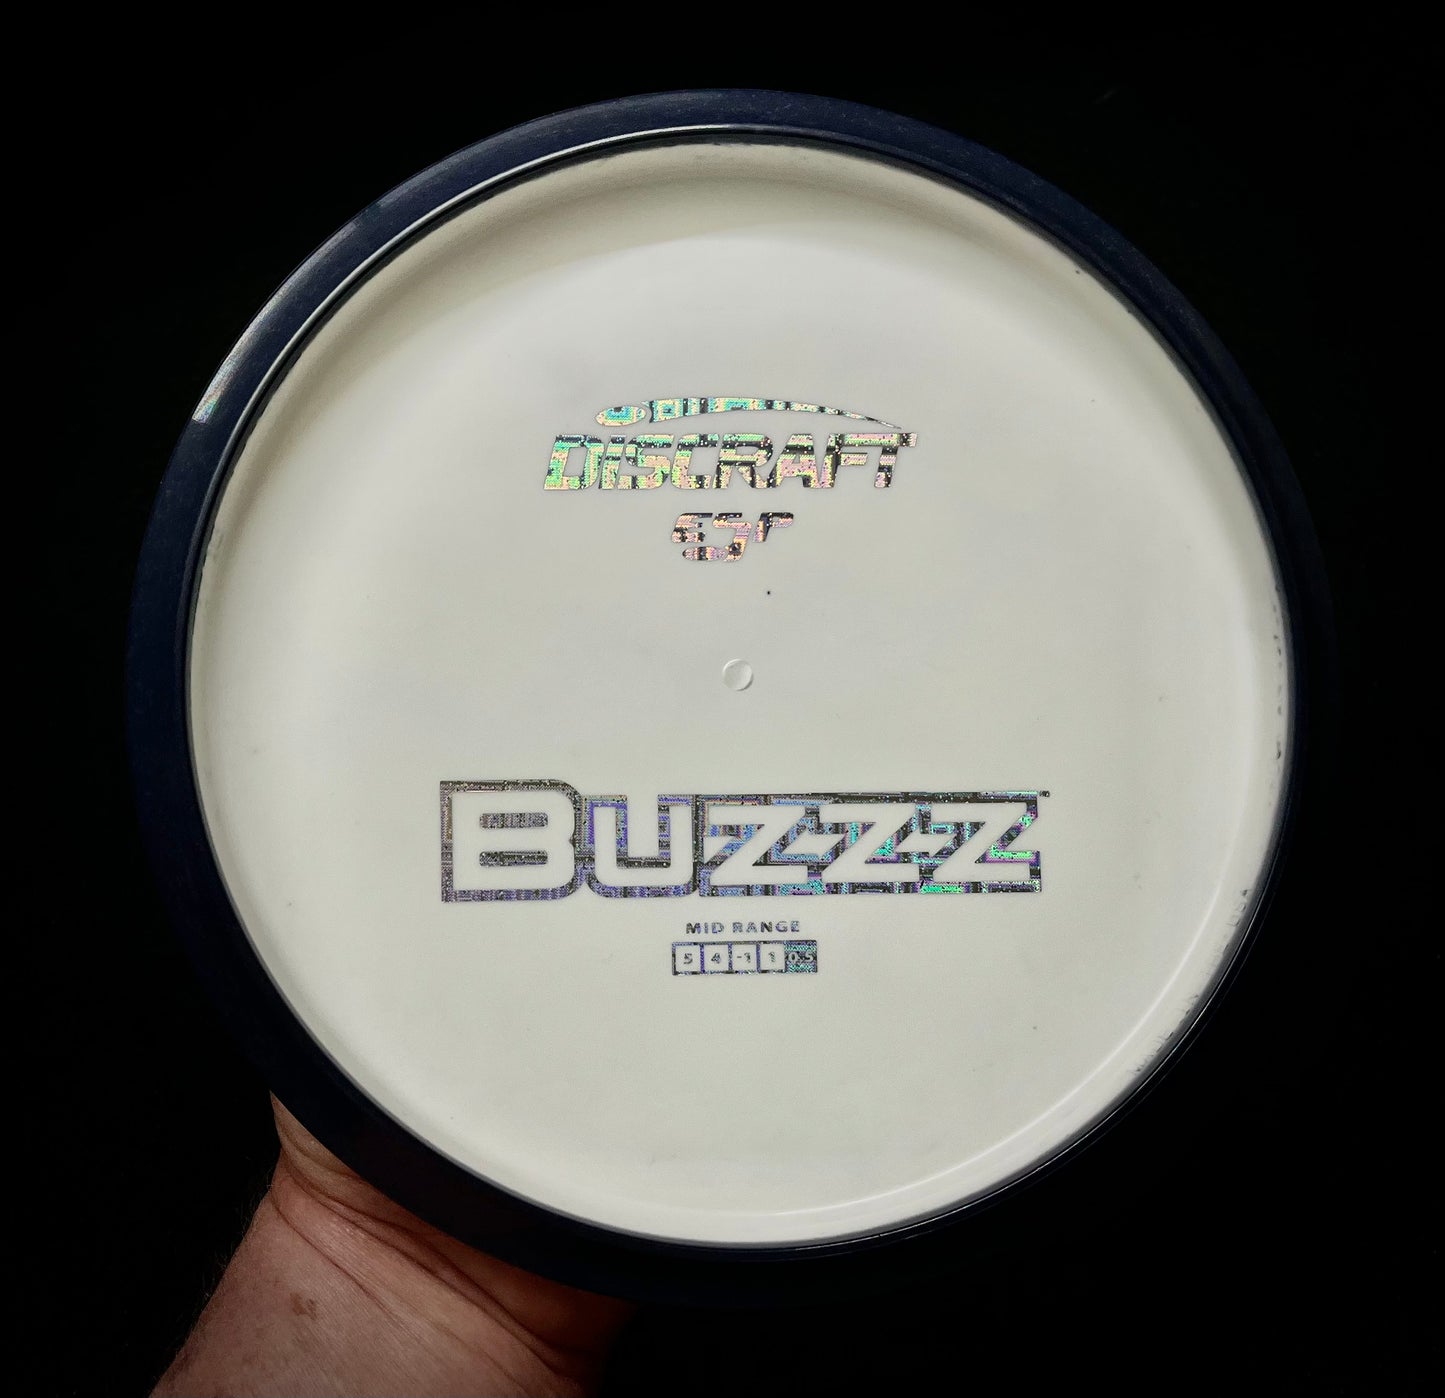 DISCRAFT
ESP
BUZZZ
MID RANGE
5 4 -1 1 0.5